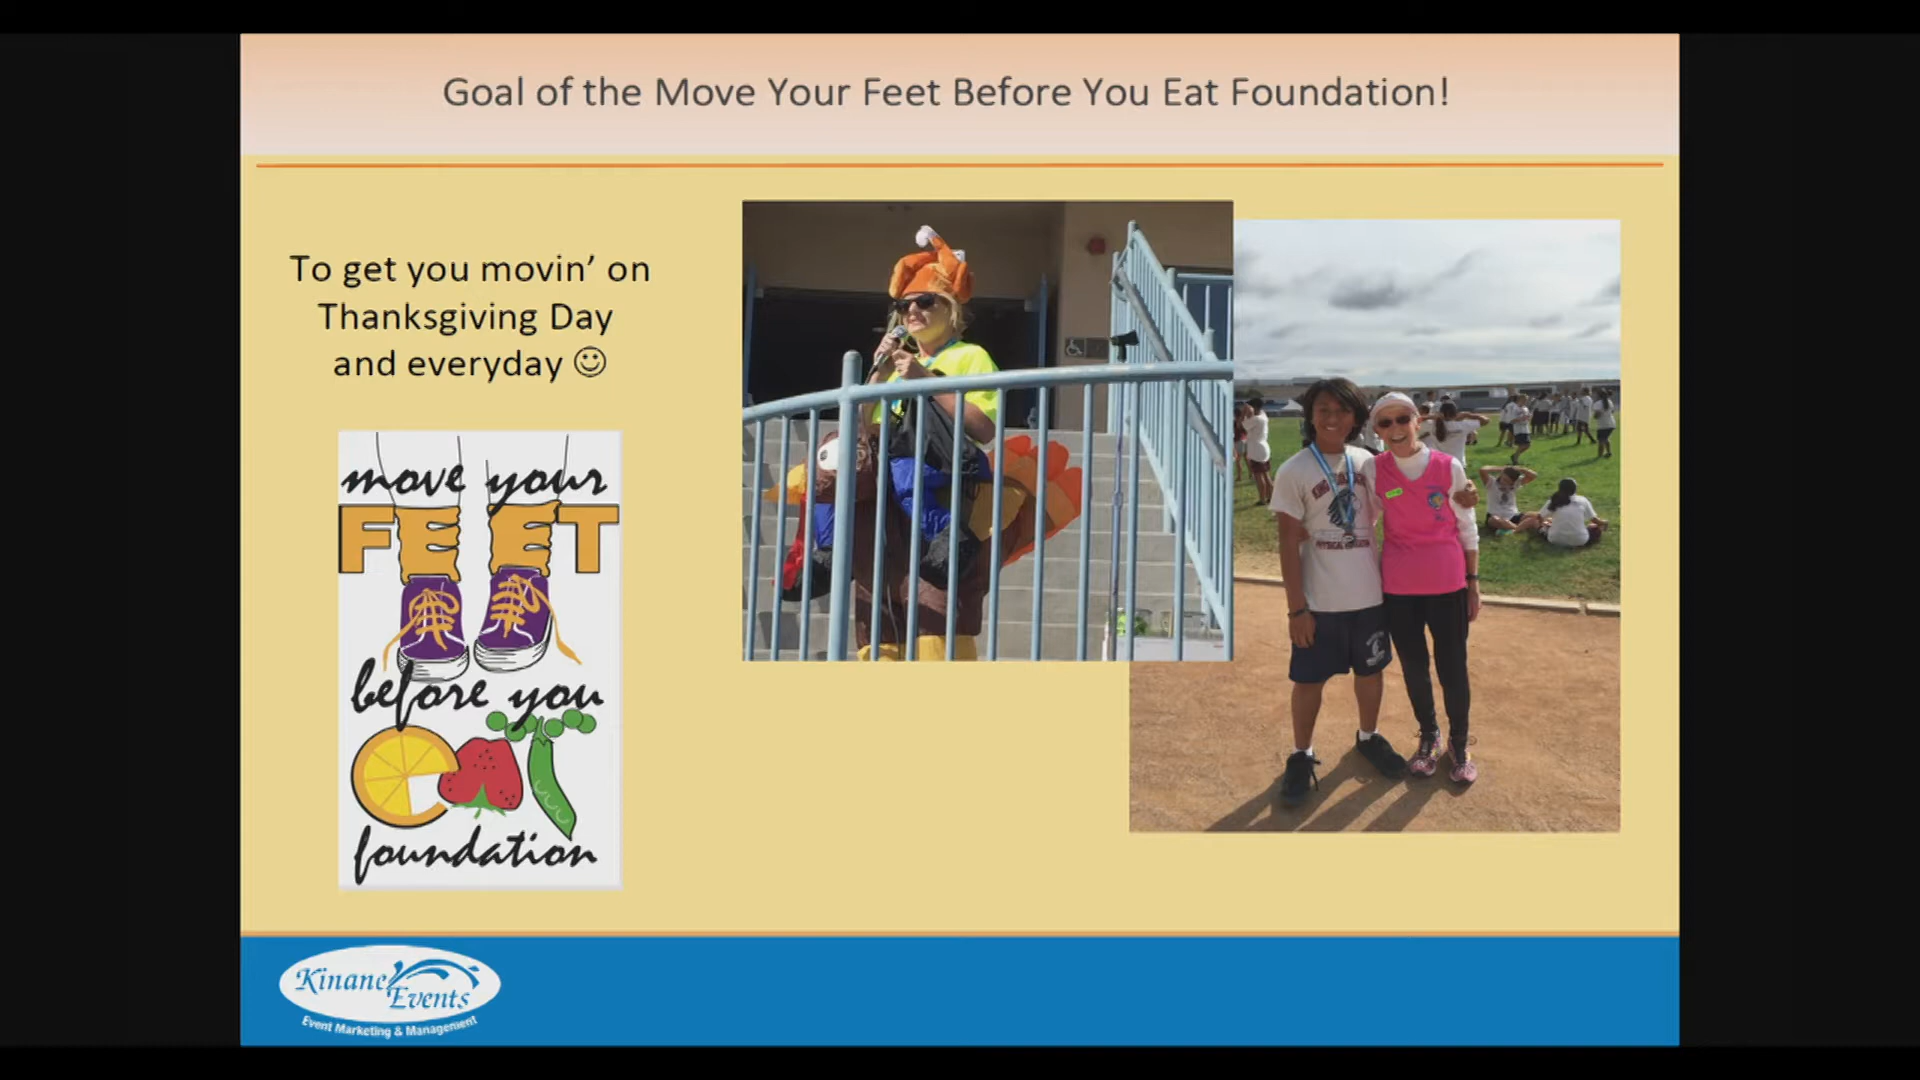 Goal of the Move Your Feet Before You Eat Foundation!
To get you movin’ on
Thanksgiving Day
and everyday ☺
move your
FEET
before you
eat
foundation
Kinane
Events
Event Marketing & Management